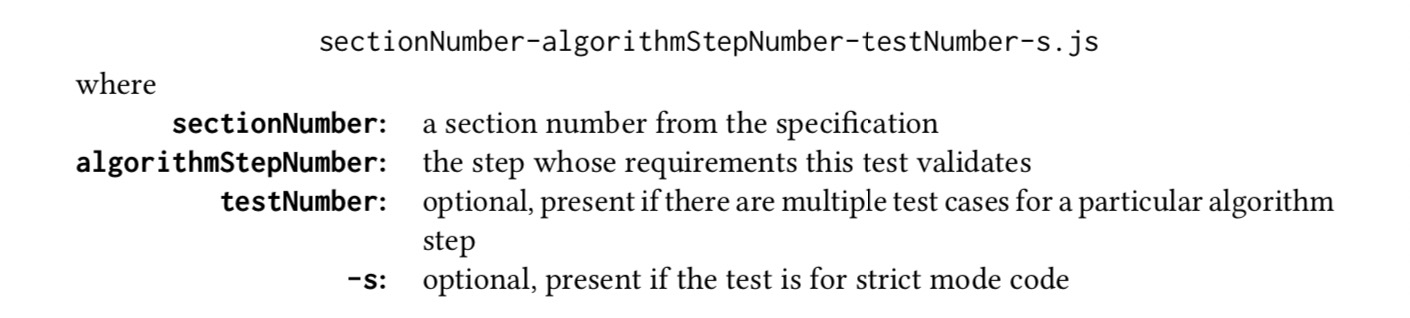 sectionNumber-algorithmStepNumber-testNumber-s.js
where
sectionNumber: a section number from the specification
algorithmStepNumber: the step whose requirements this test validates
testNumber: optional, present if there are multiple test cases for a particular algorithm
step
-s: optional, present if the test is for strict mode code